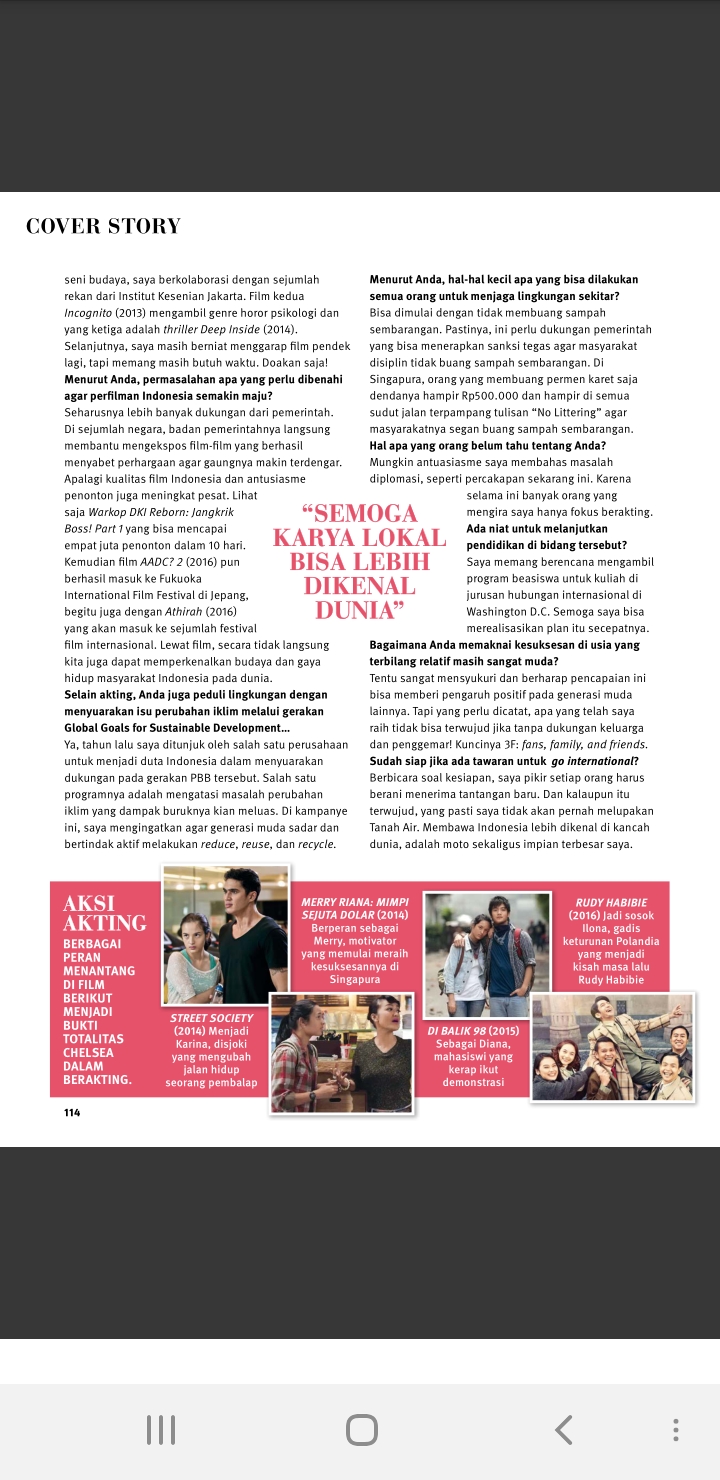 COVER STORY
seni budaya, saya berkolaborasi dengan sejumlah
rekan dari Institut Kesenian Jakarta. Film kedua
Incognito (2013) mengambil genre horor psikologi dan
yang ketiga adalah thriller Deep Inside (2014).
Selanjutnya, saya masih berniat menggarap film pendek
lagi, tapi memang masih butuh waktu. Doakan saja!
Menurut Anda, permasalahan apa yang perlu dibenahi
agar perfilman Indonesia semakin maju?
Seharusnya lebih banyak dukungan dari pemerintah.
Di sejumlah negara, badan pemerintahnya langsung
membantu mengekspos film-film yang berhasil
menyabet perhargaan agar gaungnya makin terdengar.
Apalagi kualitas film Indonesia dan antusiasme
penonton juga meningkat pesat. Lihat
saja Warkop DKI Reborn: Jangkrik
Boss! Part 1 yang bisa mencapai
empat juta penonton dalam 10 hari.
Kemudian film AADC? 2 (2016) pun
berhasil masuk ke Fukuoka
International Film Festival di Jepang,
begitu juga dengan Athirah (2016)
yang akan masuk ke sejumlah festival
film internasional. Lewat film, secara tidak langsung
kita juga dapat memperkenalkan budaya dan gaya
hidup masyarakat Indonesia pada dunia.
Selain akting, Anda juga peduli lingkungan dengan
menyuarakan isu perubahan iklim melalui gerakan
Global Goals for Sustainable Development...
Ya, tahun lalu saya ditunjuk oleh salah satu perusahaan
untuk menjadi duta Indonesia dalam menyuarakan
dukungan pada gerakan PBB tersebut. Salah satu
programnya adalah mengatasi masalah perubahan
iklim yang dampak buruknya kian meluas. Di kampanye
ini, saya mengingatkan agar generasi muda sadar dan
bertindak aktif melakukan reduce, reuse, dan recycle.
“SEMOGA
KARYA LOKAL
BISA LEBIH
DIKENAL
DUNIA”
Menurut Anda, hal-hal kecil apa yang bisa dilakukan
semua orang untuk menjaga lingkungan sekitar?
Bisa dimulai dengan tidak membuang sampah
sembarangan. Pastinya, ini perlu dukungan pemerintah
yang bisa menerapkan sanksi tegas agar masyarakat
disiplin tidak buang sampah sembarangan. Di
Singapura, orang yang membuang permen karet saja
dendanya hampir Rp500.000 dan hampir di semua
sudut jalan terpampang tulisan “No Littering” agar
masyarakatnya segan buang sampah sembarangan.
Hal apa yang orang belum tahu tentang Anda?
Mungkin antuasiasme saya membahas masalah
diplomasi, seperti percakapan sekarang ini. Karena
selama ini banyak orang yang
mengira saya hanya fokus berakting.
Ada niat untuk melanjutkan
pendidikan di bidang tersebut?
Saya memang berencana mengambil
program beasiswa untuk kuliah di
jurusan hubungan internasional di
Washington D.C. Semoga saya bisa
merealisasikan plan itu secepatnya.
Bagaimana Anda memaknai kesuksesan di usia yang
terbilang relatif masih sangat muda?
Tentu sangat mensyukuri dan berharap pencapaian ini
bisa memberi pengaruh positif pada generasi muda
lainnya. Tapi yang perlu dicatat, apa yang telah saya
raih tidak bisa terwujud jika tanpa dukungan keluarga
dan penggemar! Kuncinya 3F: fans, family, and friends.
Sudah siap jika ada tawaran untuk go international?
Berbicara soal kesiapan, saya pikir setiap orang harus
berani menerima tantangan baru. Dan kalaupun itu
terwujud, yang pasti saya tidak akan pernah melupakan
Tanah Air. Membawa Indonesia lebih dikenal di kancah
dunia, adalah moto sekaligus impian terbesar saya.
AKSI
AKTING
BERBAGAI
PERAN
MENANTANG
DI FILM
BERIKUT
MENJADI
BUKTI
TOTALITAS
CHELSEA
DALAM
BERAKTING.
STREET SOCIETY
(2014) Menjadi
Karina, disjoki
yang mengubah
jalan hidup
seorang pembalap
MERRY RIANA: MIMPI
SEJUTA DOLAR (2014)
Berperan sebagai
Merry, motivator
yang memulai meraih
kesuksesannya di
Singapura
DI BALIK 98 (2015)
Sebagai Diana,
mahasiswi yang
kerap ikut
demonstrasi
RUDY HABIBIE
(2016) Jadi sosok
Ilona, gadis
keturunan Polandia
yang menjadi
kisah masa lalu
Rudy Habibie
114